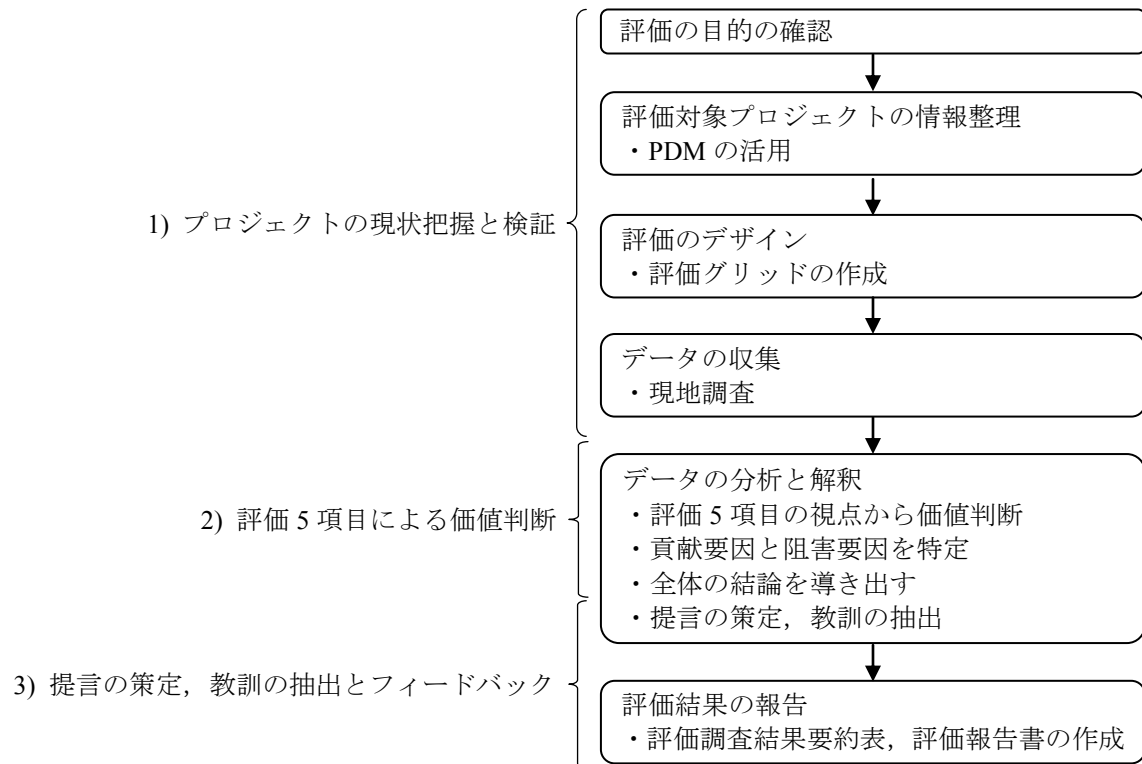 評価の目的の確認
評価対象プロジェクトの情報整理
・PDM の活用
1) プロジェクトの現状把握と検証
評価のデザイン
・評価グリッドの作成
データの収集
・現地調査
データの分析と解釈
・評価 5 項目の視点から価値判断
2) 評価 5 項目による価値判断
・貢献要因と阻害要因を特定
・全体の結論を導き出す
・提言の策定，教訓の抽出
3) 提言の策定，教訓の抽出とフィードバック
評価結果の報告
・評価調査結果要約表，評価報告書の作成